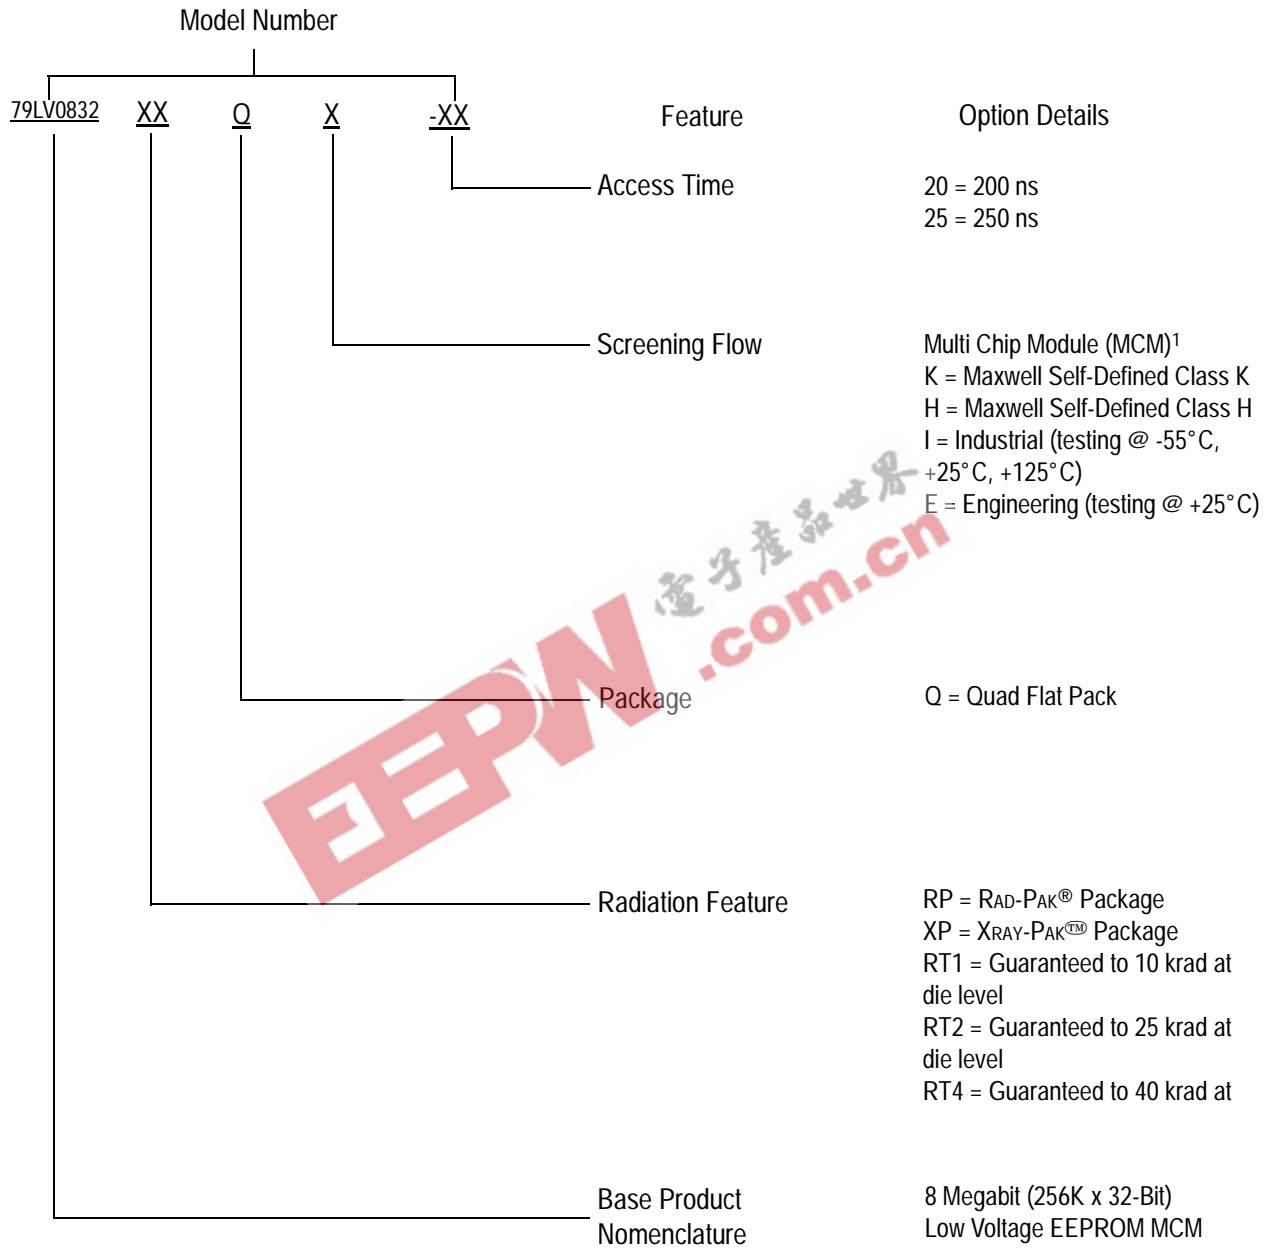 Model Number
79LV0832 XX Q X -XX Feature Option Details
Access Time 20 = 200 ns
25 = 250 ns
Screening Flow Multi Chip Module (MCM)1
K = Maxwell Self-Defined Class K
H = Maxwell Self-Defined Class H
I = Industrial (testing @ -55°C,
+25°C, +125°C)
E = Engineering (testing @ +25°C)
電子產品世界
.com.cn
EEPW
Package Q = Quad Flat Pack
Radiation Feature RP = RAD-PAK® Package
XP = XRAY-PAK™ Package
RT1 = Guaranteed to 10 krad at
die level
RT2 = Guaranteed to 25 krad at
die level
RT4 = Guaranteed to 40 krad at
Base Product 8 Megabit (256K x 32-Bit)
Nomenclature Low Voltage EEPROM MCM